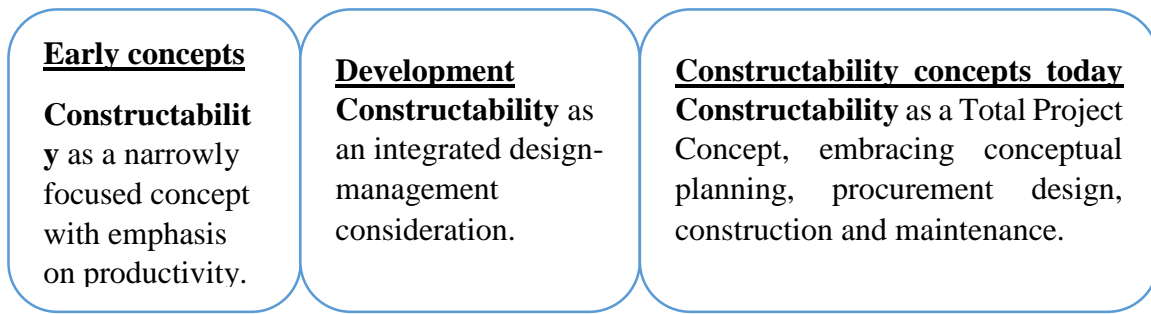 Early concepts
Constructabilit
y as a narrowly
focused concept
with emphasis
on productivity.
Development
Constructability as
an integrated design-
management
consideration.
Constructability concepts today
Constructability as a Total Project
Concept, embracing conceptual
planning, procurement design,
construction and maintenance.